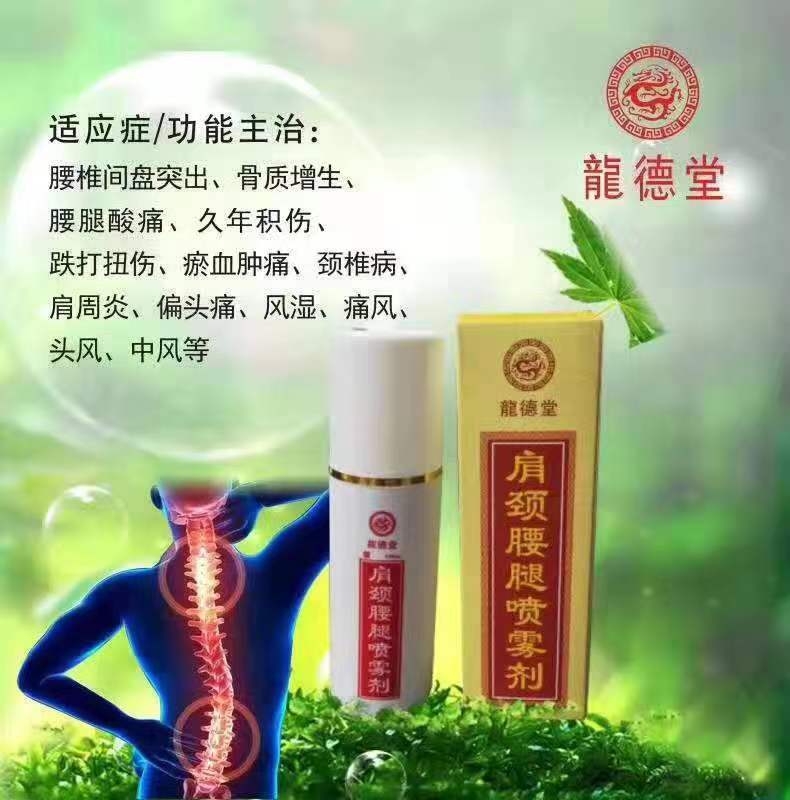 適应症/功能主治:
腰椎间盘突出、骨质增生、
腰腿酸痛、久年积伤、
跌打扭伤、瘀血肿痛、颈椎病、
肩周炎、偏头痛、风湿、痛风、
头风、中风等
龍德堂
龍德堂
肩颈腰腿喷雾剂
龍德堂
肩颈腰腿喷雾剂